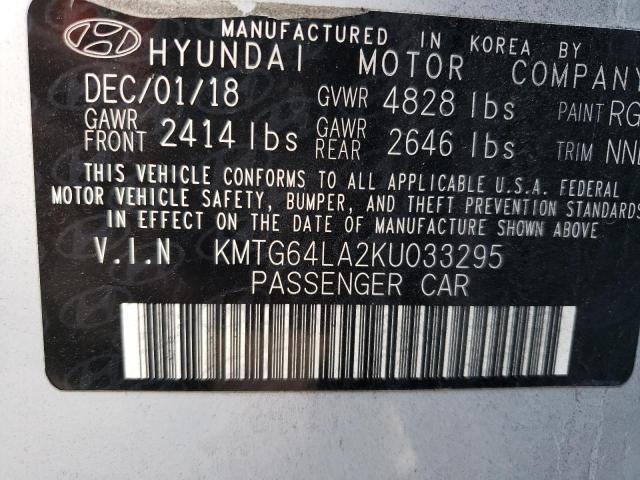 MANUFACTURED IN KOREA BY
HYUNDAI MOTOR COMPANY
DEC/01/18 GVWR 4828 lbs PAINT RG
GAWR FRONT 2414 lbs GAWR REAR 2646 lbs TRIM NN
THIS VEHICLE CONFORMS TO ALL APPLICABLE U.S.A. FEDERAL
MOTOR VEHICLE SAFETY, BUMPER, AND THEFT PREVENTION STANDARDS
IN EFFECT ON THE DATE OF MANUFACTURE SHOWN ABOVE.
V.I.N KMTG64LA2KU033295
PASSENGER CAR